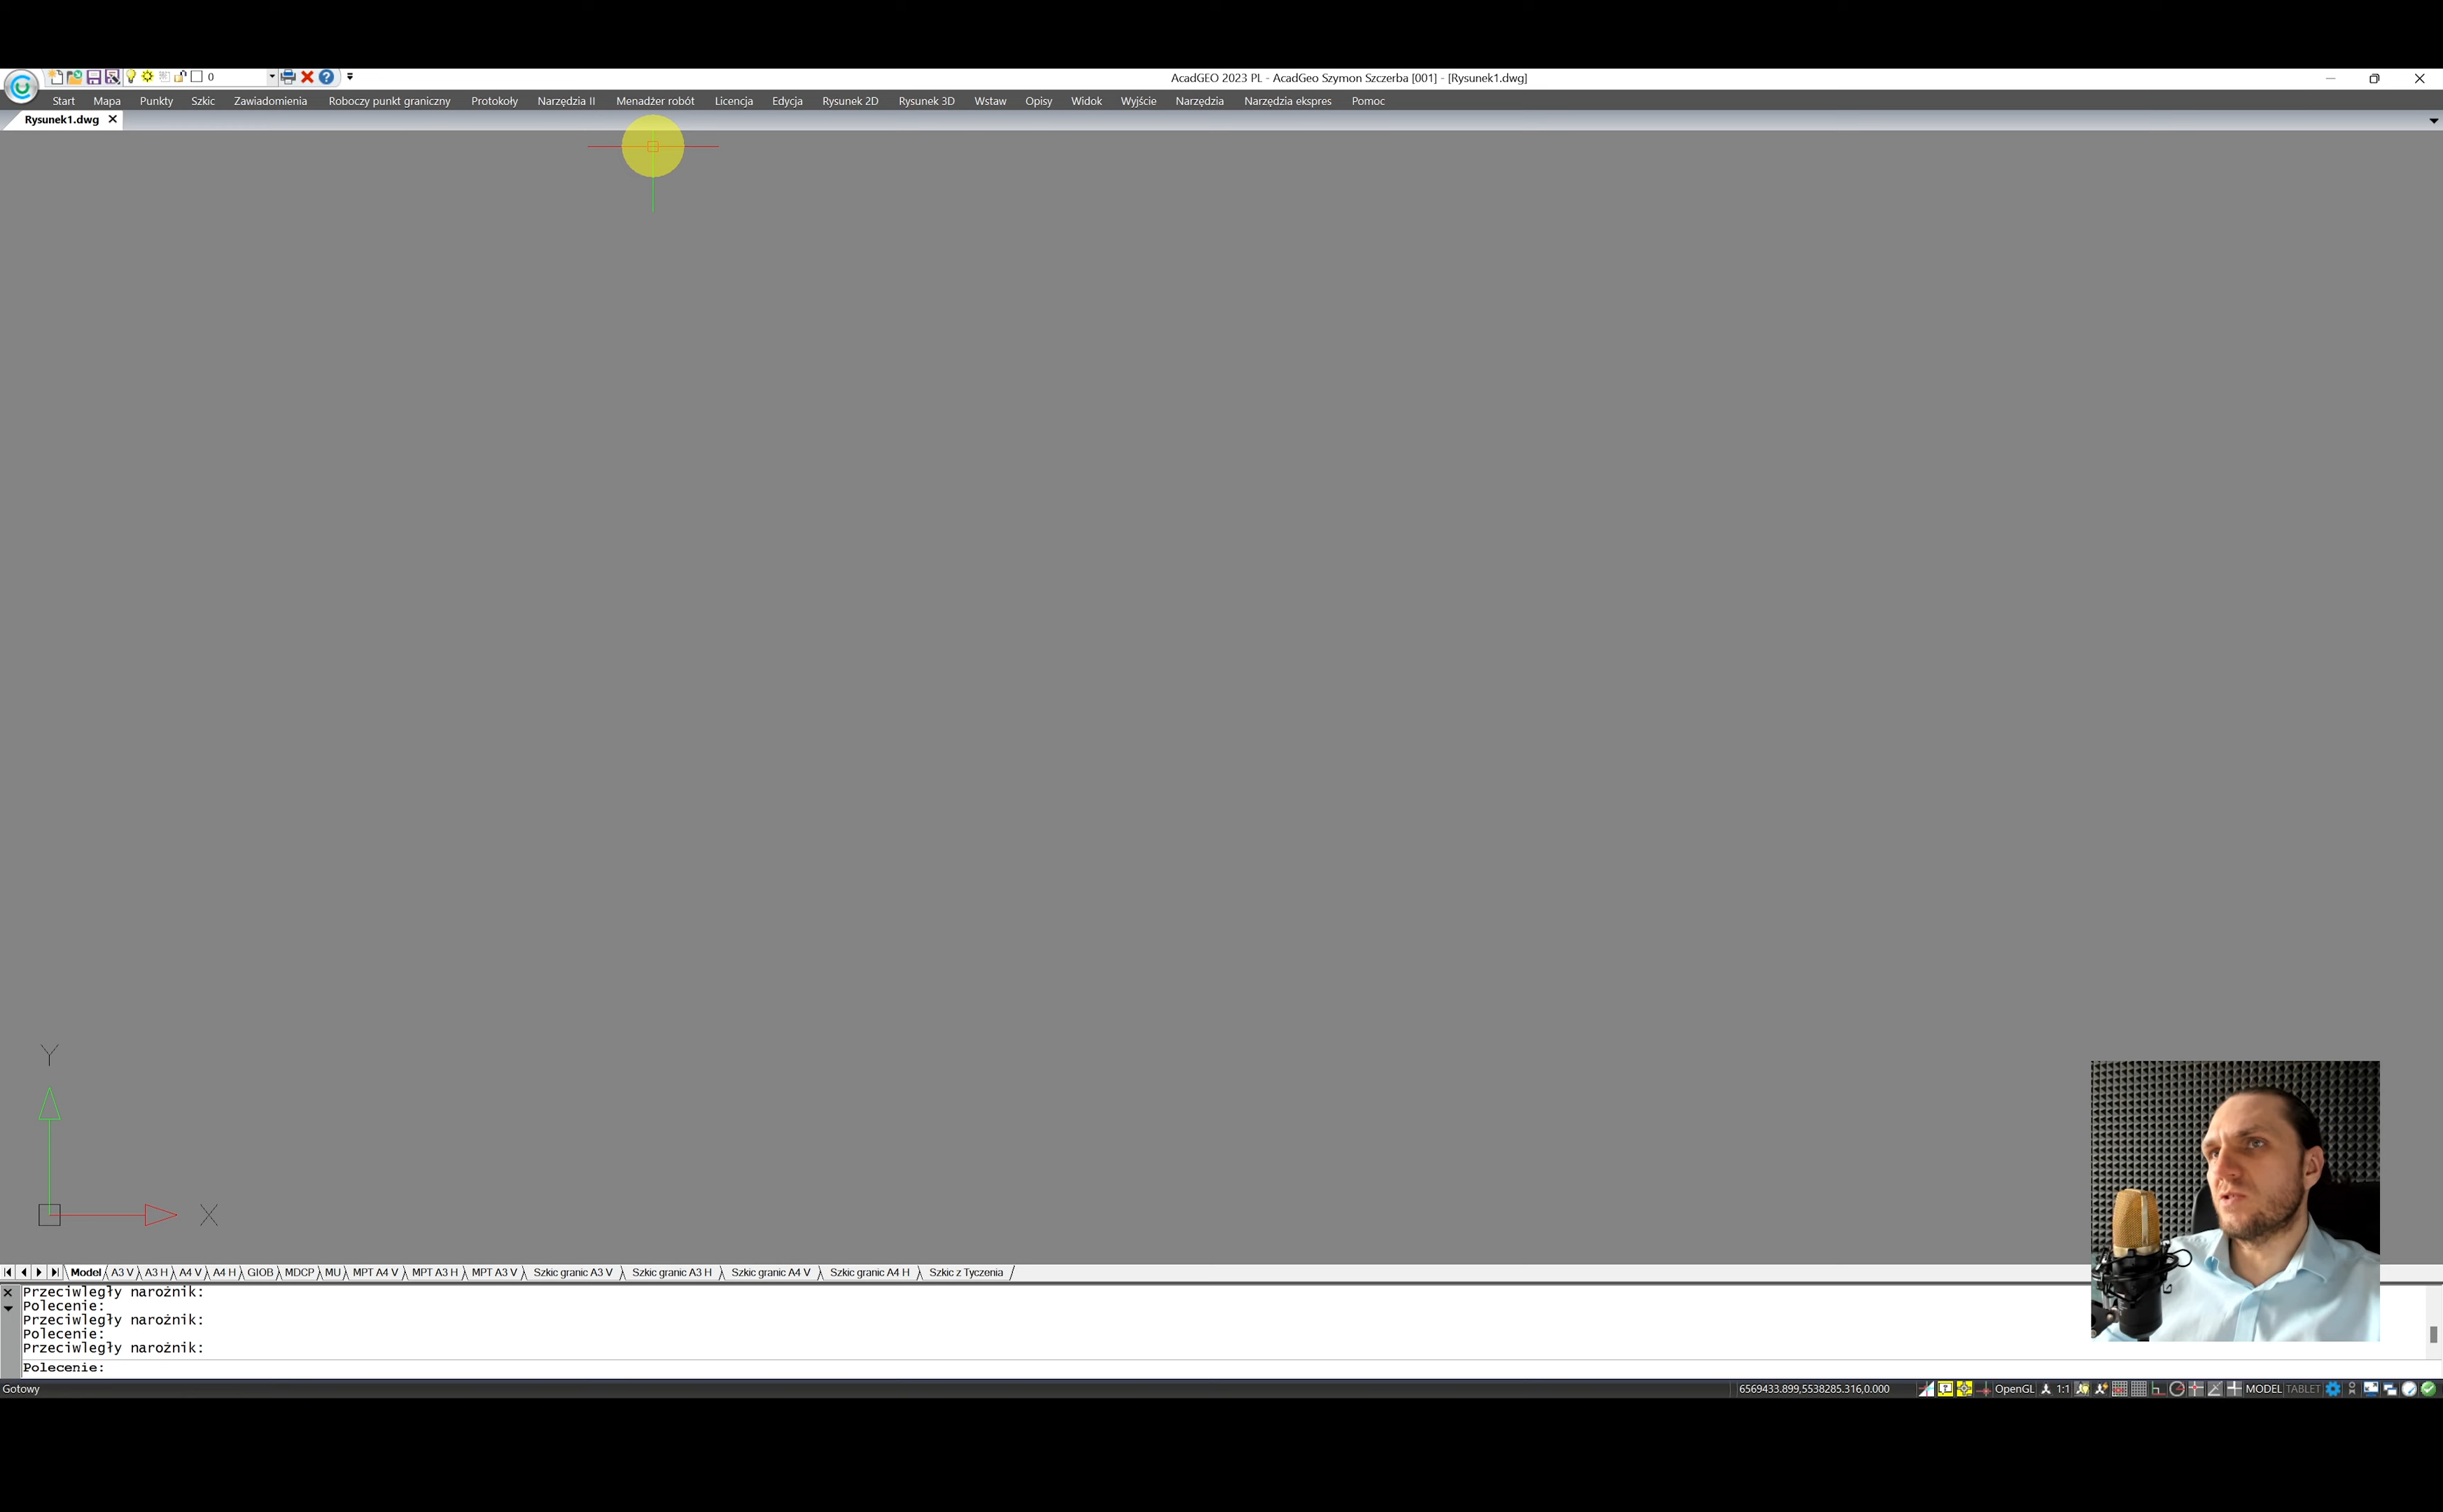 0
AcadGEO 2023 PL - AcadGeo Szymon Szczerba [001] - [Rysunek1.dwg]
Start Mapa Punkty Szkic Zawiadomienia Roboczy punkt graniczny Protokoły Narzędzia II Menadżer robót Licencja Edycja Rysunek 2D Rysunek 3D Wstaw Opisy Widok Wyjście Narzędzia Narzędzia ekspres Pomoc
Rysunek1.dwg
Y
X
Model A3 V A3 H A4 V A4 H GIOB MDCP MU MPT A4 V MPT A3 H MPT A3 V Szkic granic A3 V Szkic granic A3 H Szkic granic A4 V Szkic granic A4 H Szkic z Tyczenia
Przeciwległy narożnik:
Polecenie:
Przeciwległy narożnik:
Polecenie:
Przeciwległy narożnik:
Polecenie:
Gotowy 6569433.899,5538285.316,0.000 OpenGL 1:1 MODEL TABLET